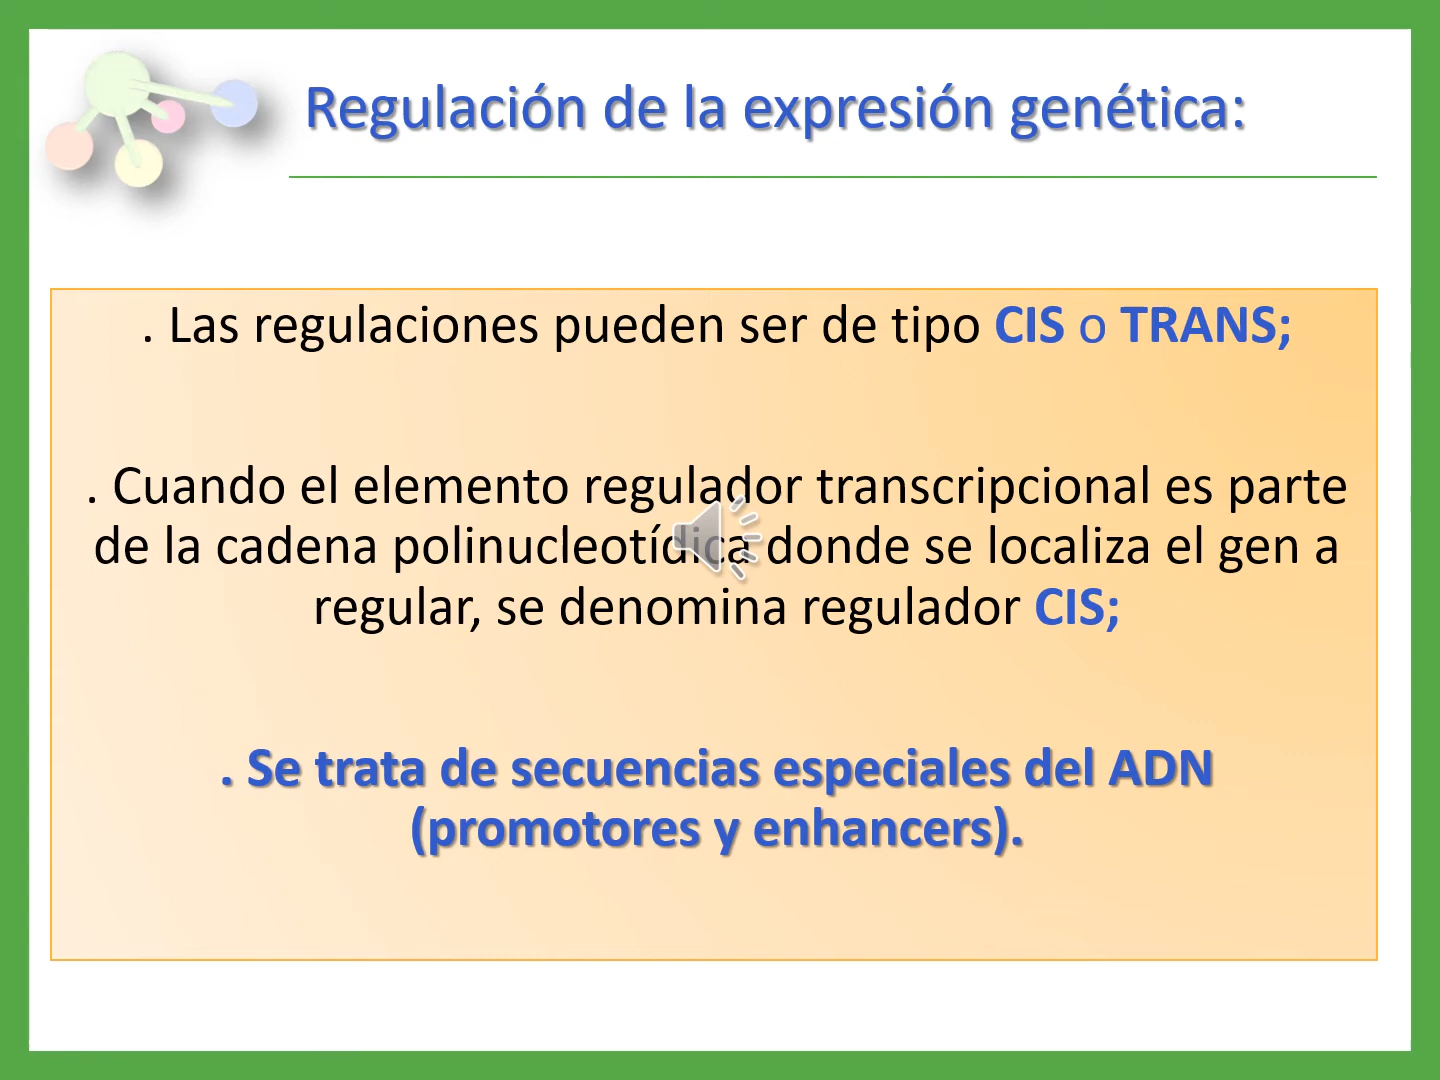 Regulación de la expresión genética:
. Las regulaciones pueden ser de tipo CIS o TRANS;
. Cuando el elemento regulador transcripcional es parte
de la cadena polinucleotídica donde se localiza el gen a
regular, se denomina regulador CIS;
. Se trata de secuencias especiales del ADN
(promotores y enhancers).